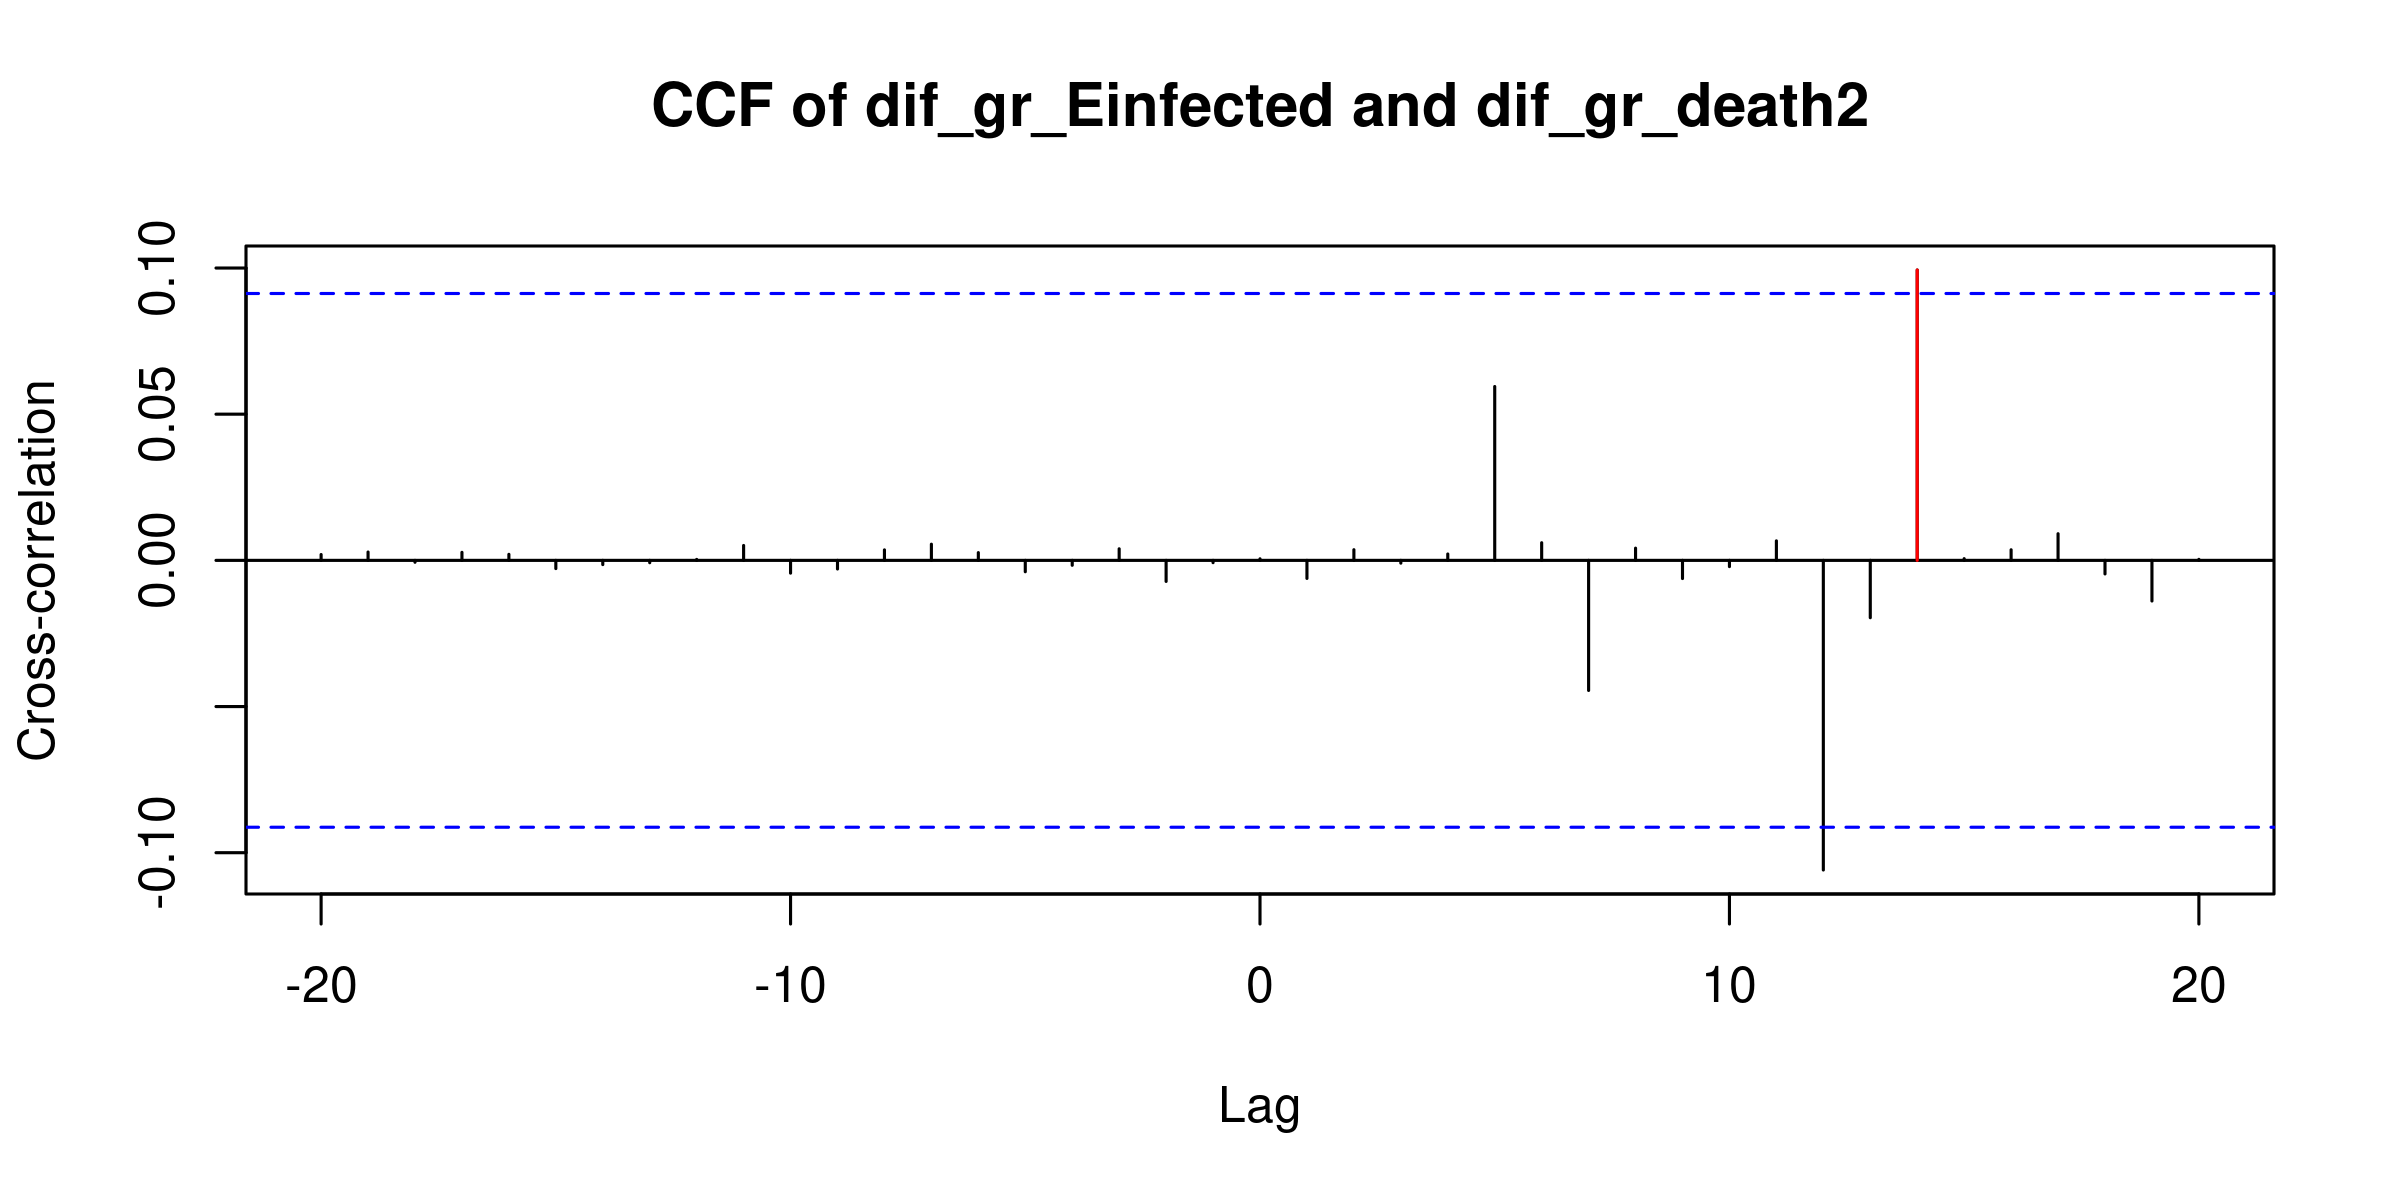 CCF of dif_gr_Einfected and dif_gr_death2
Cross-correlation
0.10
0.05
0.00
-0.10
-20 -10 0 10 20
Lag